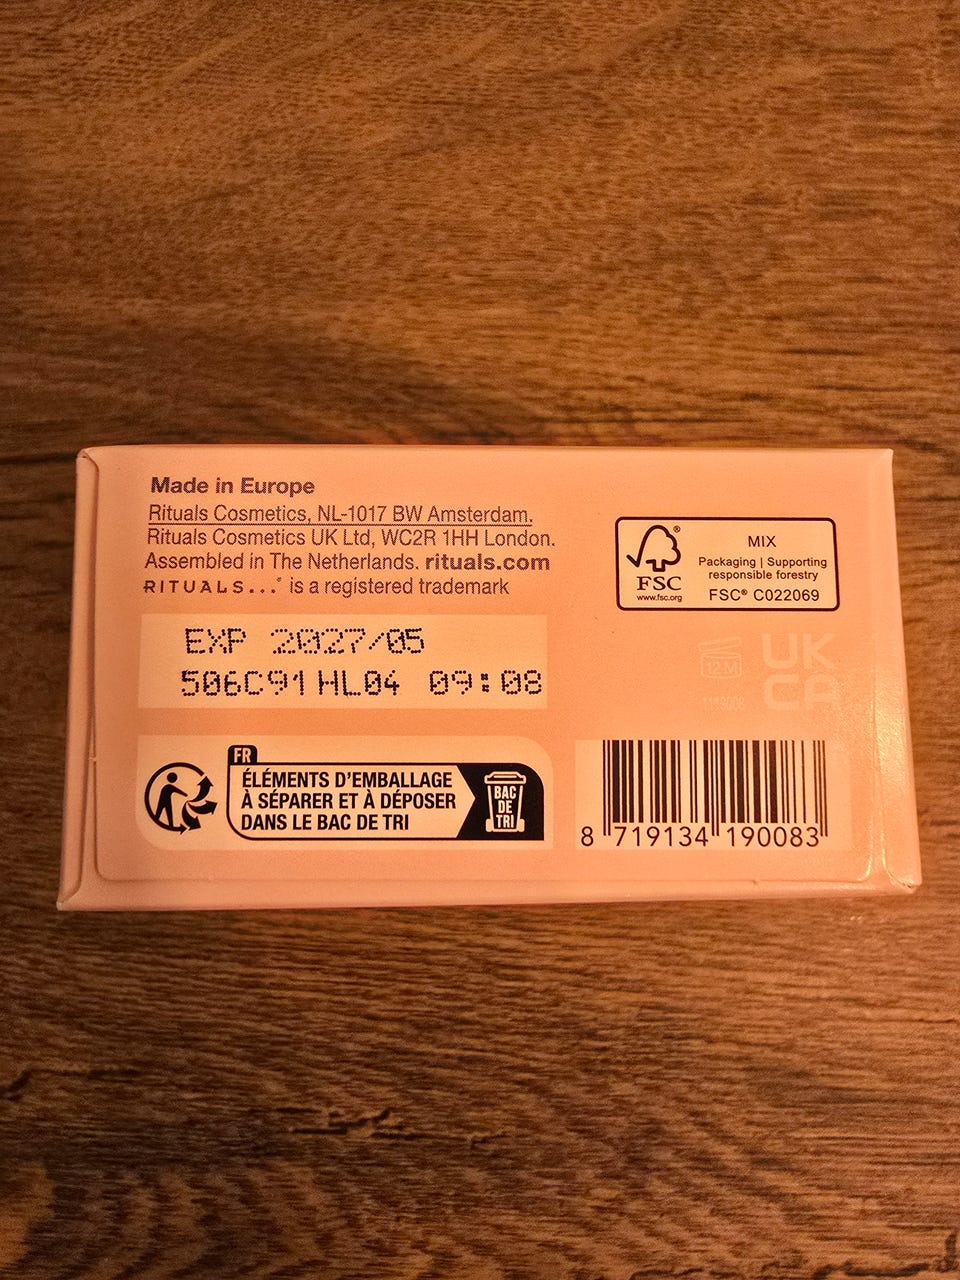 Made in Europe
Rituals Cosmetics, NL-1017 BW Amsterdam.
Rituals Cosmetics UK Ltd, WC2R 1HH London.
Assembled in The Netherlands. rituals.com
RITUALS...® is a registered trademark
FSC®
www.fsc.org
MIX
Packaging | Supporting
responsible forestry
FSC® C022069
EXP 2027/05
506C91 HL04 09:08
12 M
UK
CA
FR
ÉLÉMENTS D'EMBALLAGE
À SÉPARER ET À DÉPOSER
DANS LE BAC DE TRI
BAC
DE
TRI
8 719134 190083